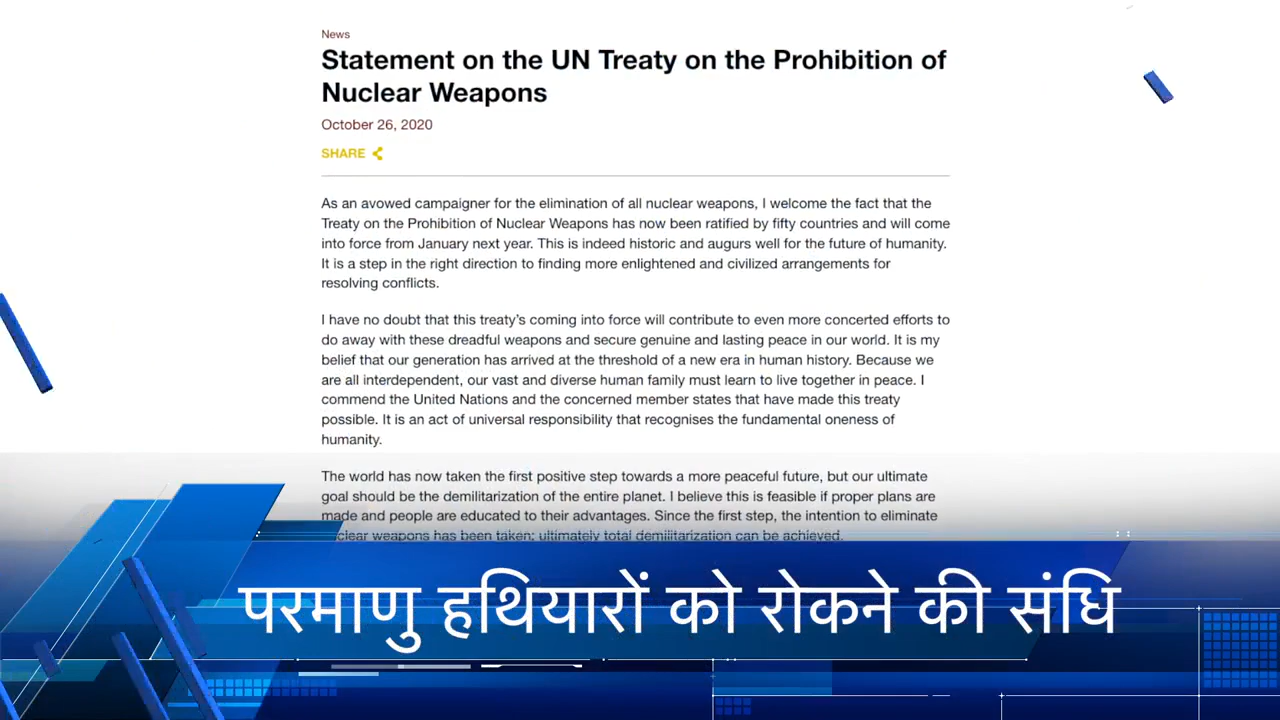 News
Statement on the UN Treaty on the Prohibition of
Nuclear Weapons
October 26, 2020
SHARE
As an avowed campaigner for the elimination of all nuclear weapons, I welcome the fact that the
Treaty on the Prohibition of Nuclear Weapons has now been ratified by fifty countries and will come
into force from January next year. This is indeed historic and augurs well for the future of humanity.
It is a step in the right direction to finding more enlightened and civilized arrangements for
resolving conflicts.
I have no doubt that this treaty's coming into force will contribute to even more concerted efforts to
do away with these dreadful weapons and secure genuine and lasting peace in our world. It is my
belief that our generation has arrived at the threshold of a new era in human history. Because we
are all interdependent, our vast and diverse human family must learn to live together in peace. I
commend the United Nations and the concerned member states that have made this treaty
possible. It is an act of universal responsibility that recognises the fundamental oneness of
humanity.
The world has now taken the first positive step towards a more peaceful future, but our ultimate
goal should be the demilitarization of the entire planet. I believe this is feasible if proper plans are
made and people are educated to their advantages. Since the first step, the intention to eliminate
clear weapons has been taken; ultimately total demilitarization can be achieved.
परमाणु हथियारों को रोकने की संधि